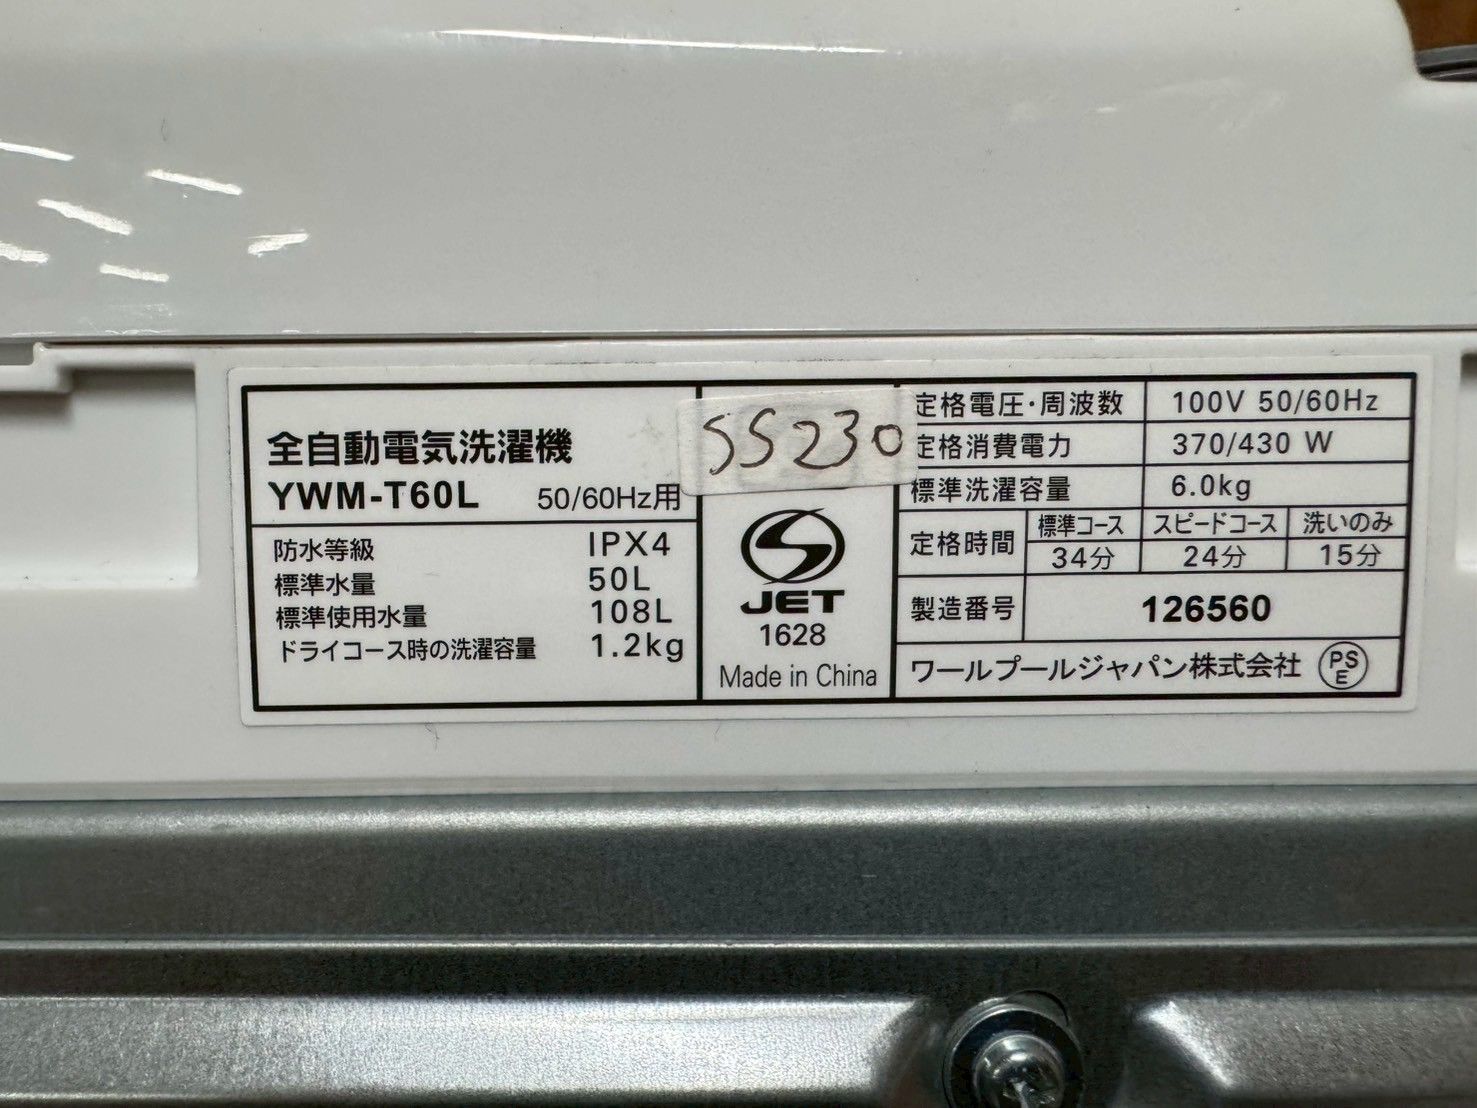 全自動電気洗濯機
YWM-T60L 50/60Hz用
防水等級 IPX4
標準水量 50L
標準使用水量 108L
ドライコース時の洗濯容量 1.2kg
SS230
JET
1628
Made in China
定格電圧・周波数 100V 50/60Hz
定格消費電力 370/430 W
標準洗濯容量 6.0kg
定格時間 標準コース スピードコース 洗いのみ
34分 24分 15分
製造番号 126560
ワールプールジャパン株式会社 PSE